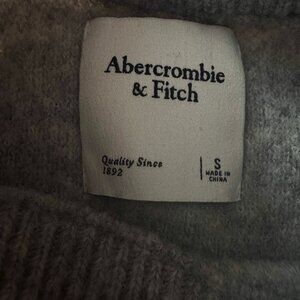 Abercrombie
& Fitch
Quality Since
1892
S
MADE IN
CHINA